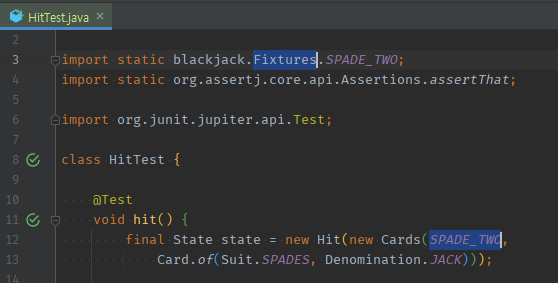 HitTest.java ×
2
3 import static blackjack.Fixtures.SPADE_TWO;
4 import static org.assertj.core.api.Assertions.assertThat;
5
6 import org.junit.jupiter.api.Test;
7
8 class HitTest {
9
10 @Test
11 void hit() {
12 final State state = new Hit(new Cards(SPADE_TWO,
13 Card.of(Suit.SPADES, Denomination.JACK)));
14